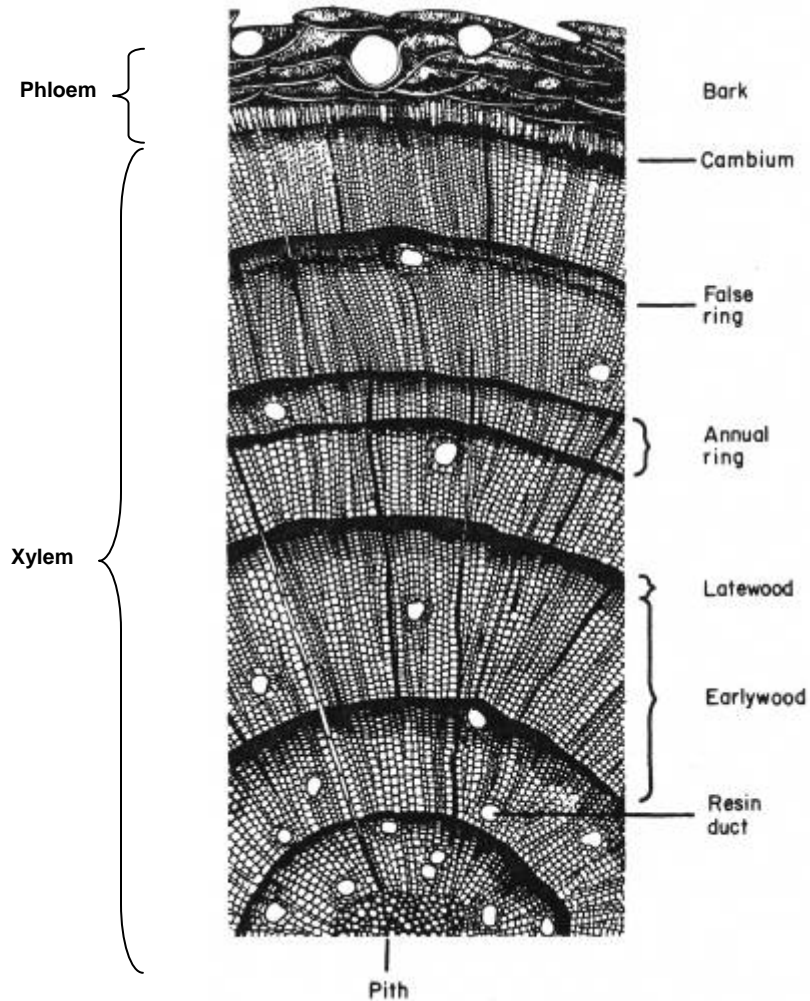 Phloem
Bark
Cambium
False
ring
Annual
ring
Xylem
Latewood
Earlywood
Resin
duct
Pith